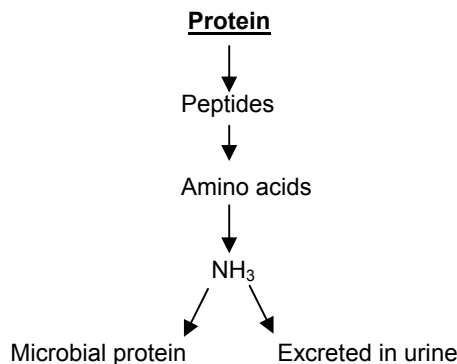 Protein
Peptides
Amino acids
NH₃
Microbial protein
Excreted in urine